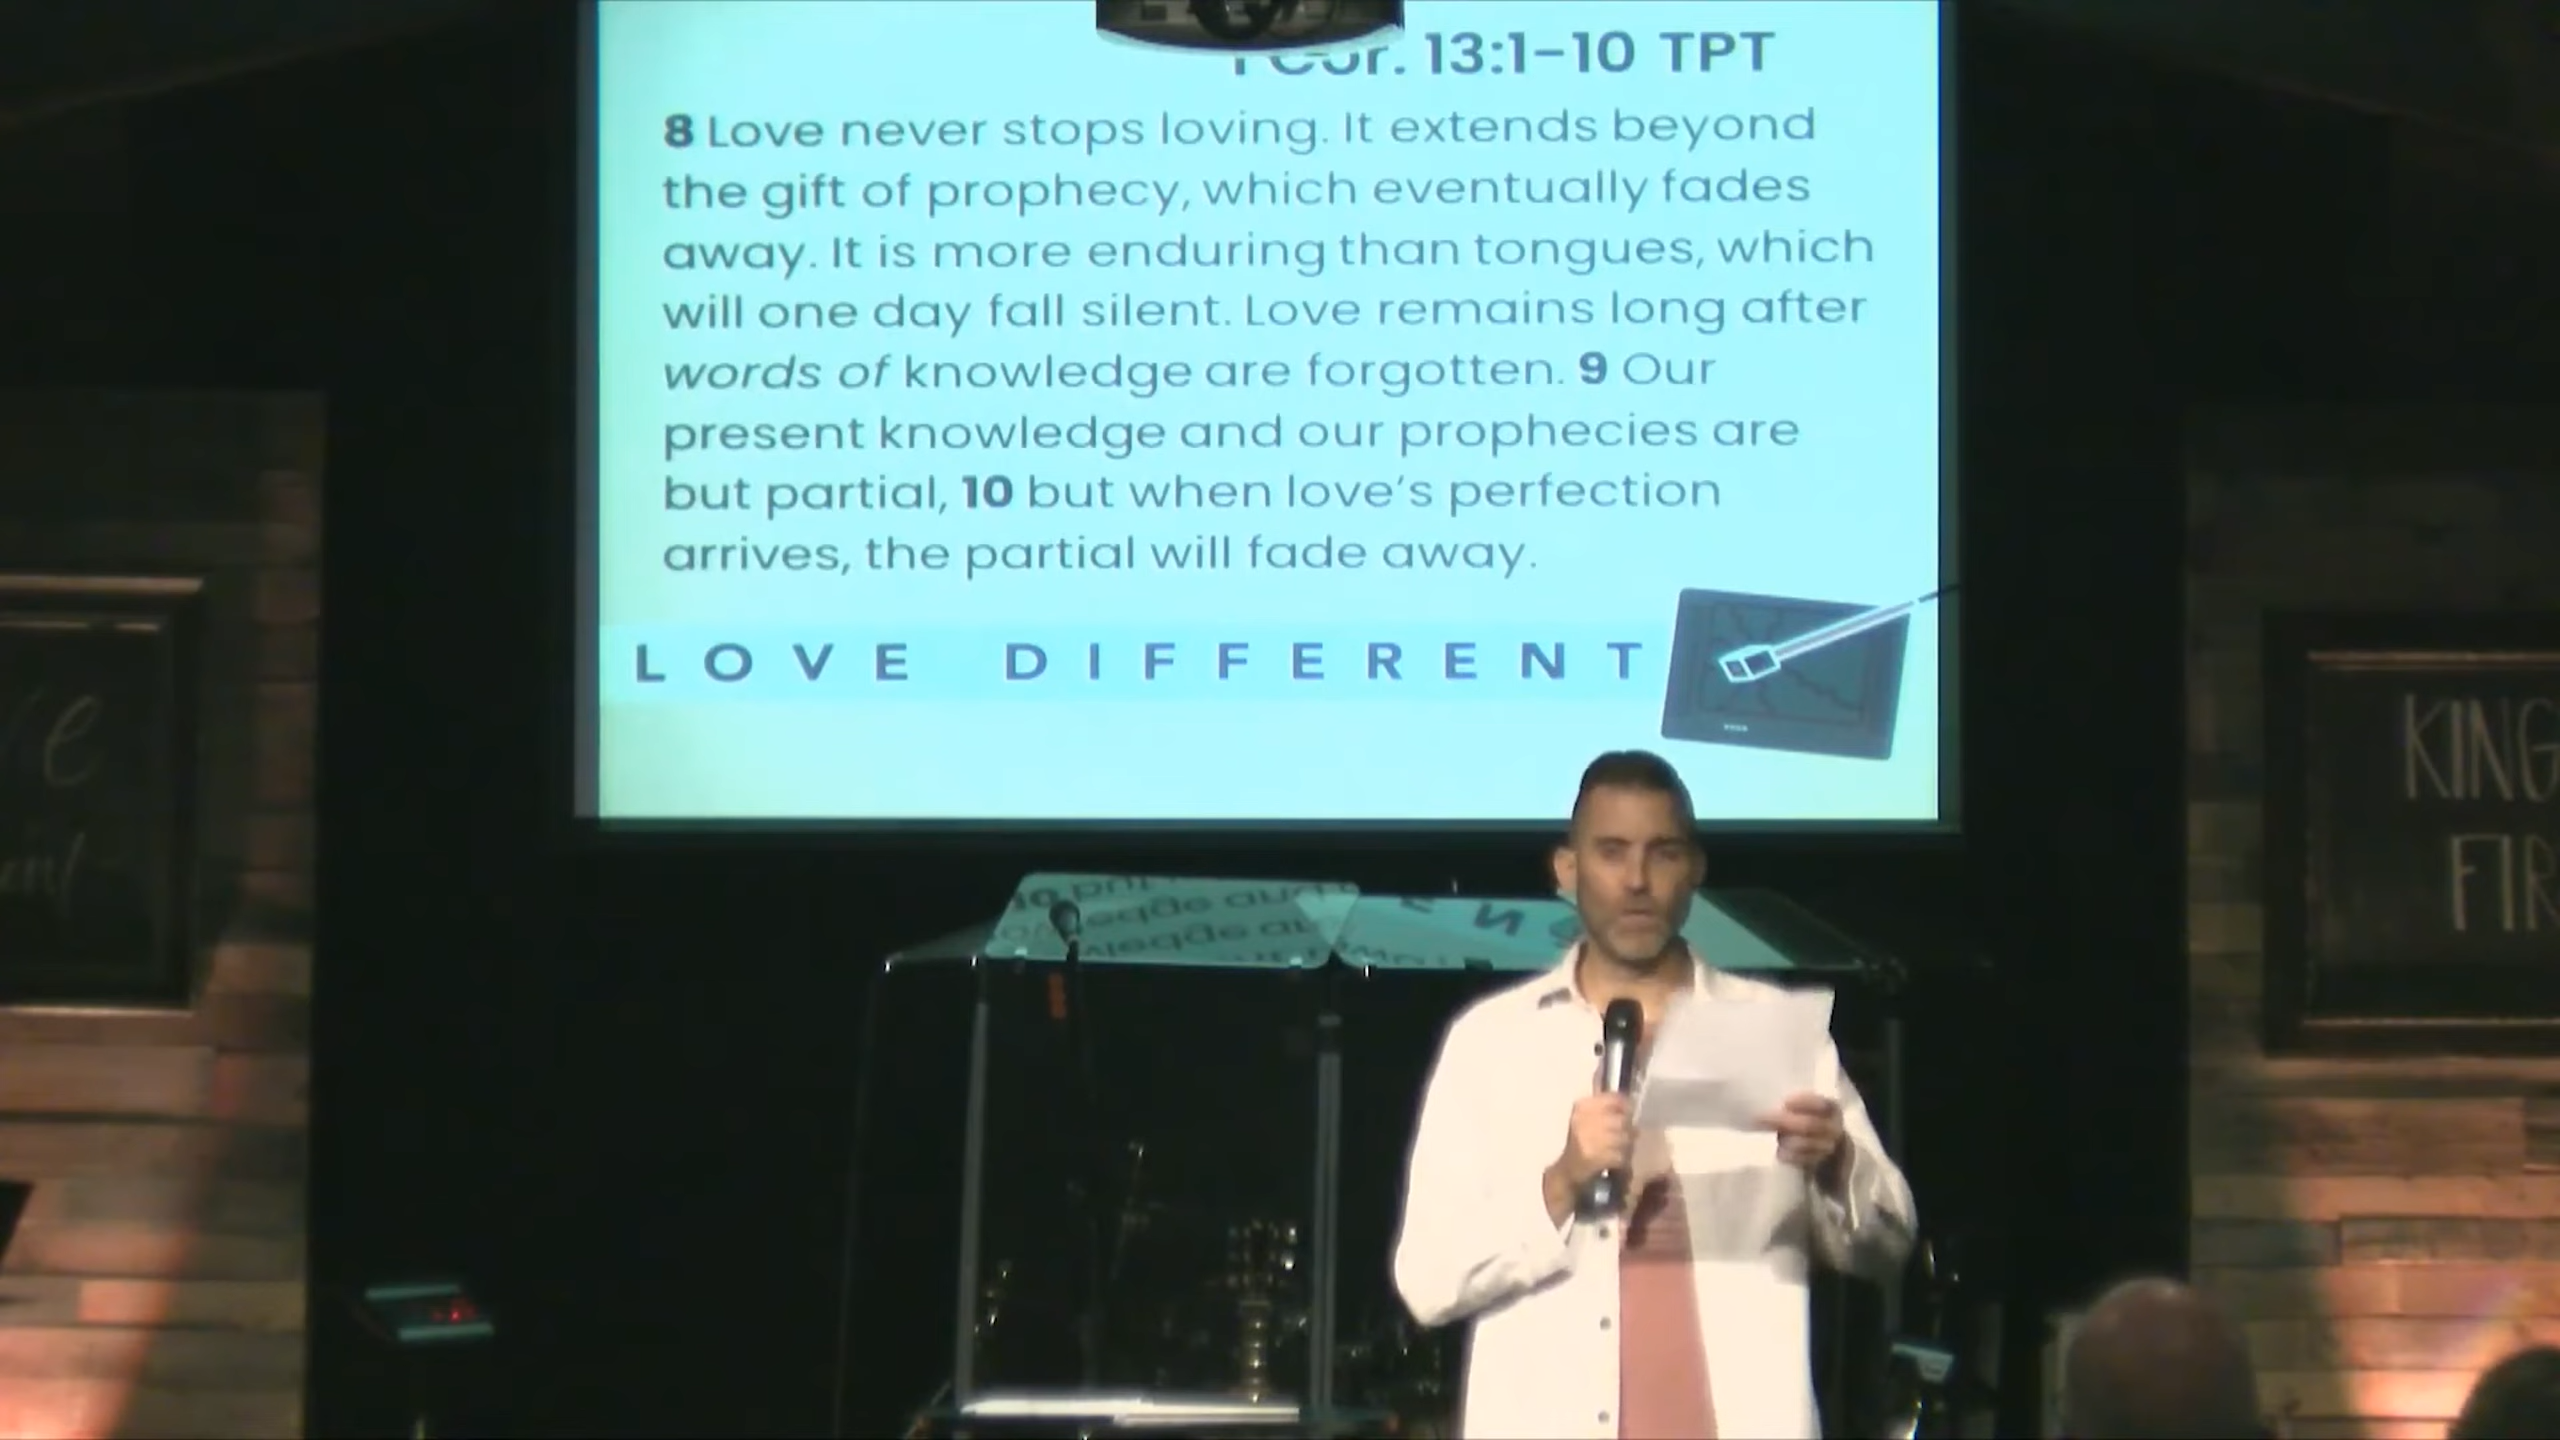 1 Cor. 13:1–10 TPT
8 Love never stops loving. It extends beyond
the gift of prophecy, which eventually fades
away. It is more enduring than tongues, which
will one day fall silent. Love remains long after
words of knowledge are forgotten. 9 Our
present knowledge and our prophecies are
but partial, 10 but when love's perfection
arrives, the partial will fade away.
LOVE DIFFERENT
KING
FIR